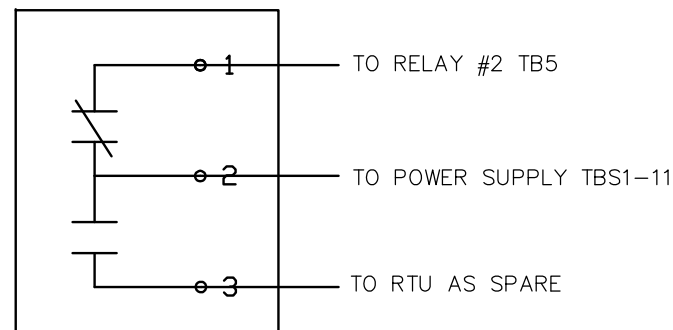 1 TO RELAY #2 TB5
2 TO POWER SUPPLY TBS1-11
3 TO RTU AS SPARE